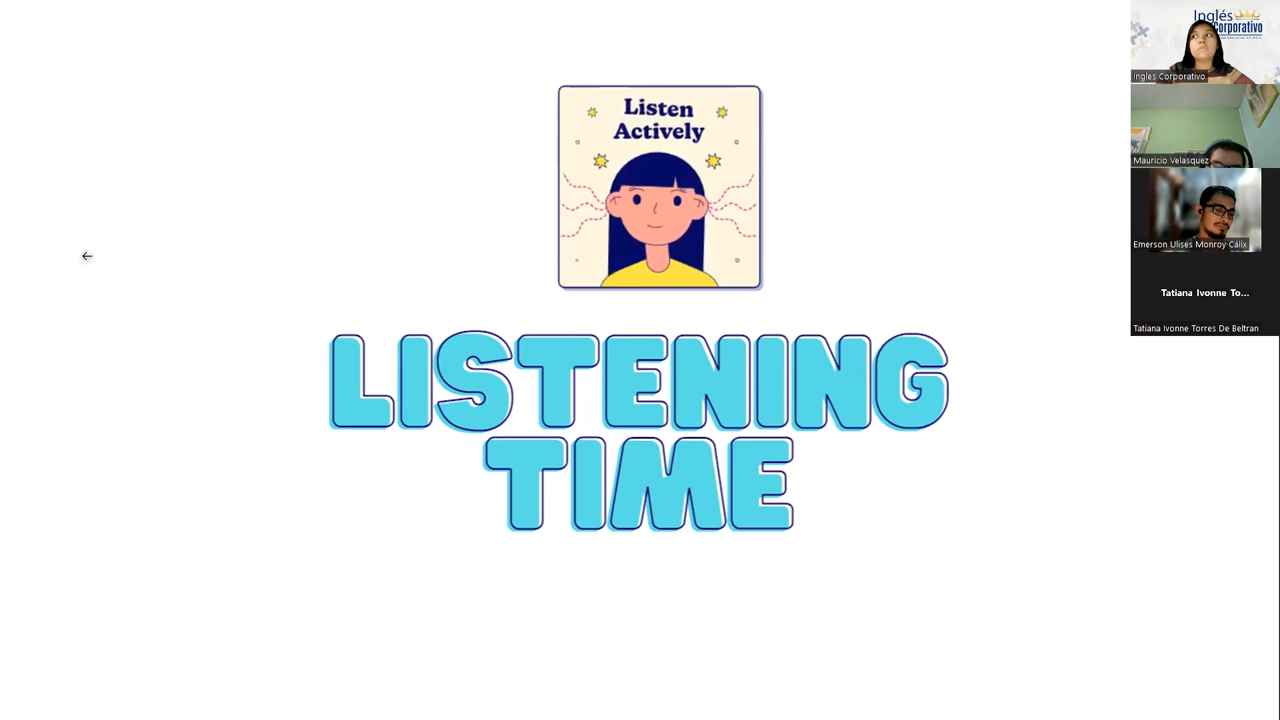 Listen
Actively
LISTENING
TIME
Inglés
Corporativo
Ingles Corporativo
Mauricio Velasquez
Emerson Ulises Monroy Cálix
Tatiana Ivonne To...
Tatiana Ivonne Torres De Beltran